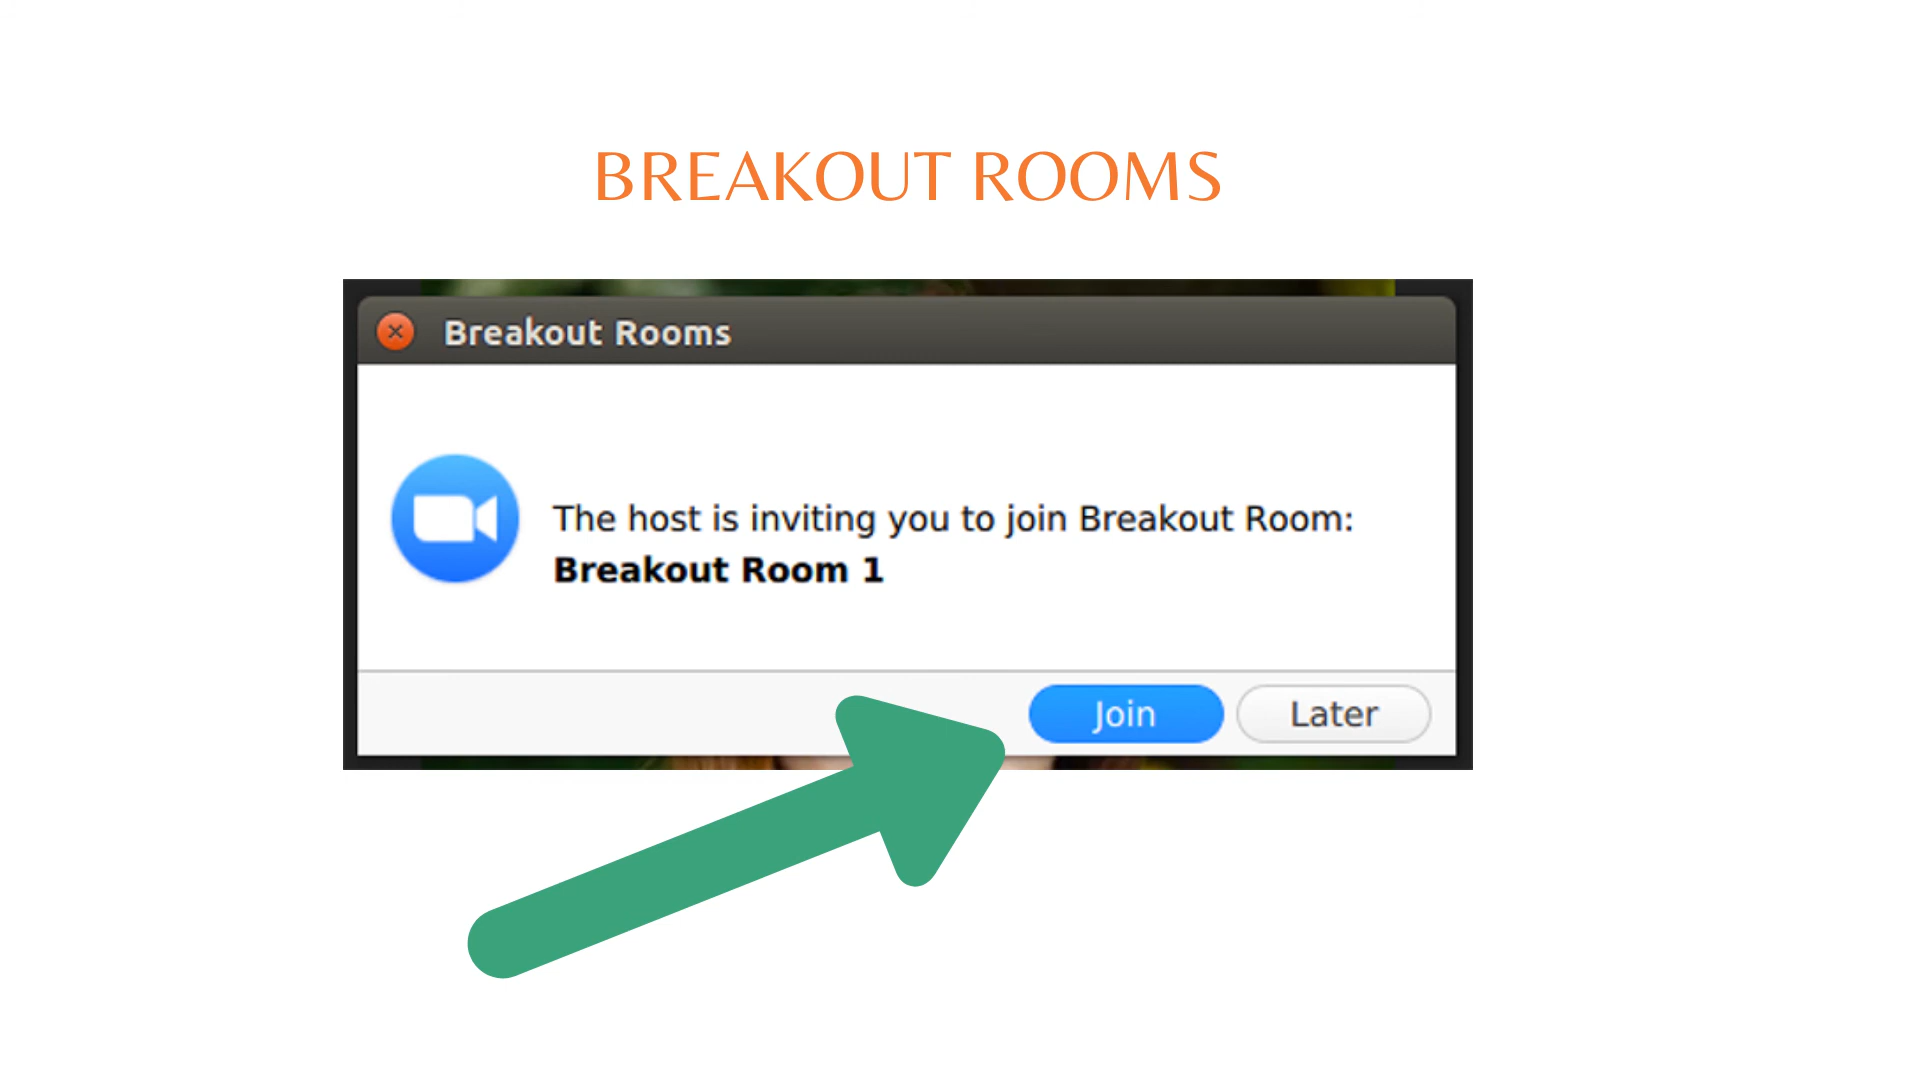 BREAKOUT ROOMS
Breakout Rooms
The host is inviting you to join Breakout Room:
Breakout Room 1
Join
Later